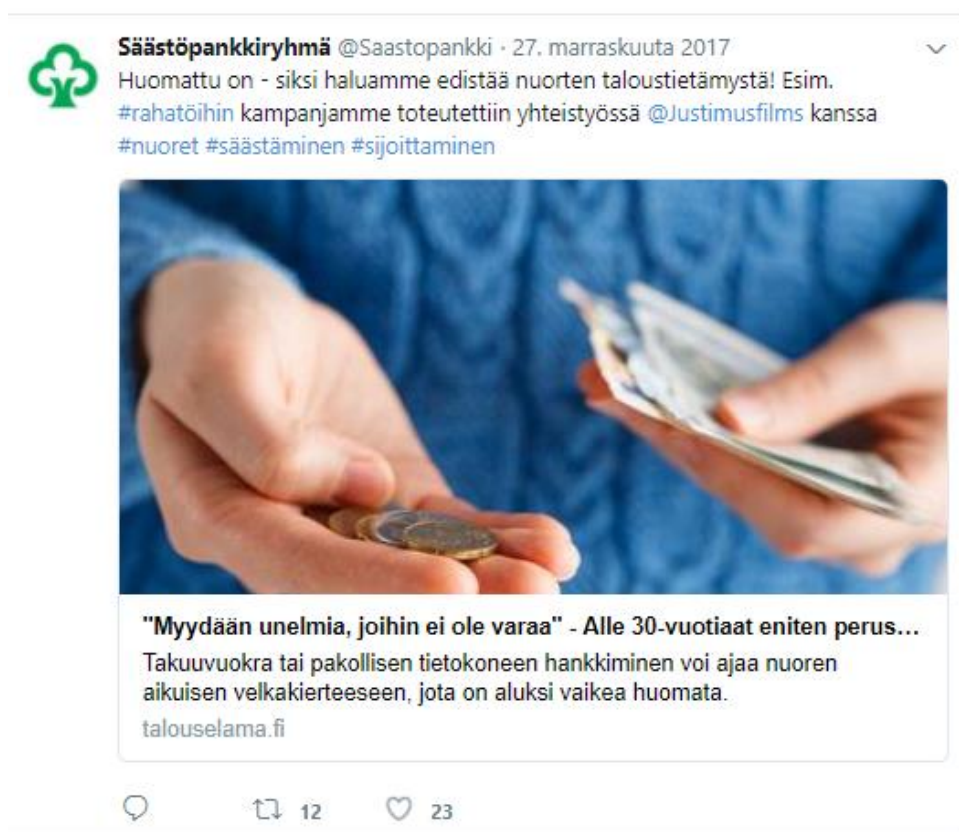 Säästöpankkiryhmä @Saastopankki · 27. marraskuuta 2017
Huomattu on - siksi haluamme edistää nuorten taloustietämystä! Esim.
#rahatöihin kampanjamme toteutettiin yhteistyössä @Justimusfilms kanssa
#nuoret #säästäminen #sijoittaminen
"Myydään unelmia, joihin ei ole varaa" - Alle 30-vuotiaat eniten perus...
Takuuvuokra tai pakollisen tietokoneen hankkiminen voi ajaa nuoren
aikuisen velkakierteeseen, jota on aluksi vaikea huomata.
talouselama.fi
12 23